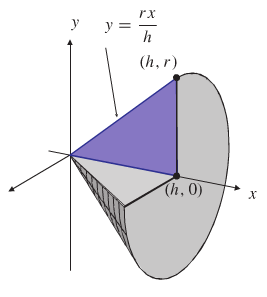 y
y = rx/h
(h, r)
(h, 0)
x